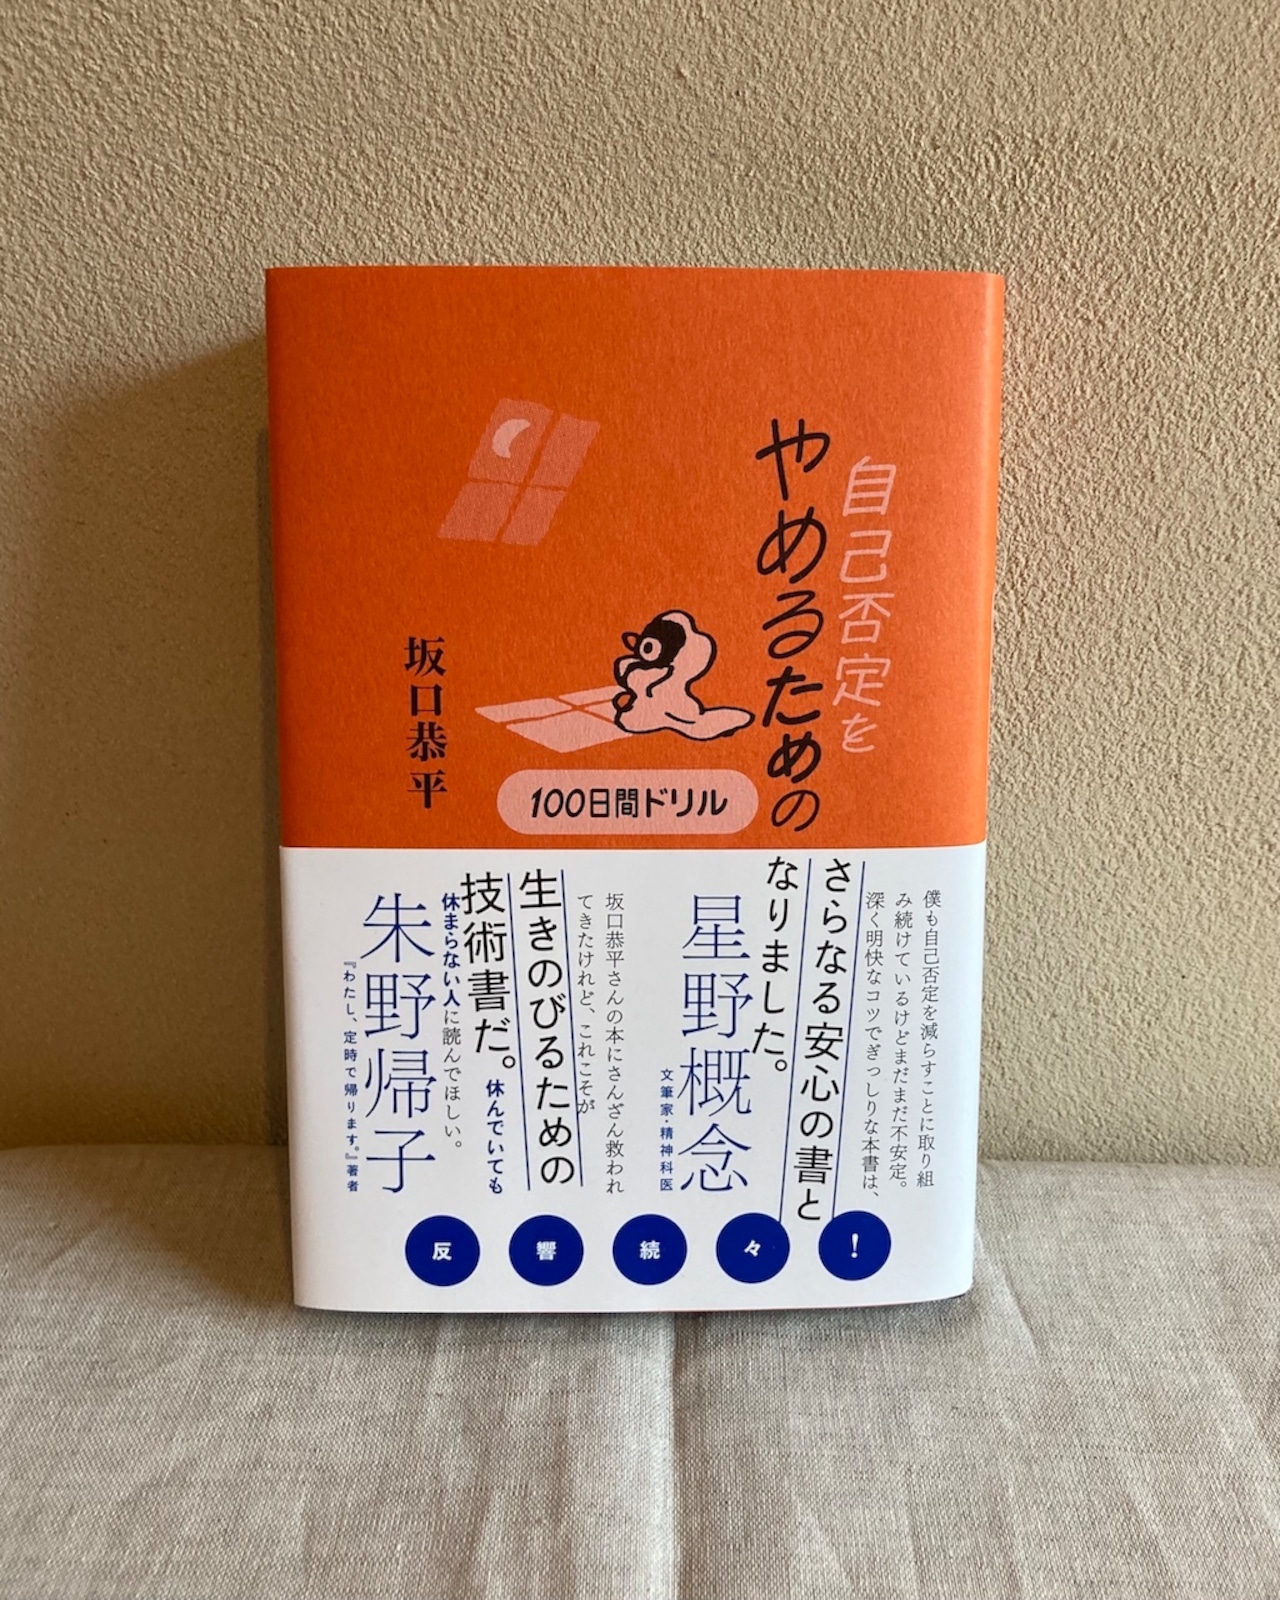 自己否定を
やめるための
100日間ドリル
坂口恭平
僕も自己否定を減らすことに取り組
み続けているけどまだまだ不安定。
深く明快なコツでぎっしりな本書は、
さらなる安心の書と
なりました。
星野概念
文筆家・精神科医
坂口恭平さんの本にさんざん救われ
てきたけれど、これこそが
生きのびるための
技術書だ。休んでいても
休まらない人に読んでほしい。
朱野帰子
『わたし、定時で帰ります。』著者
反響続々!